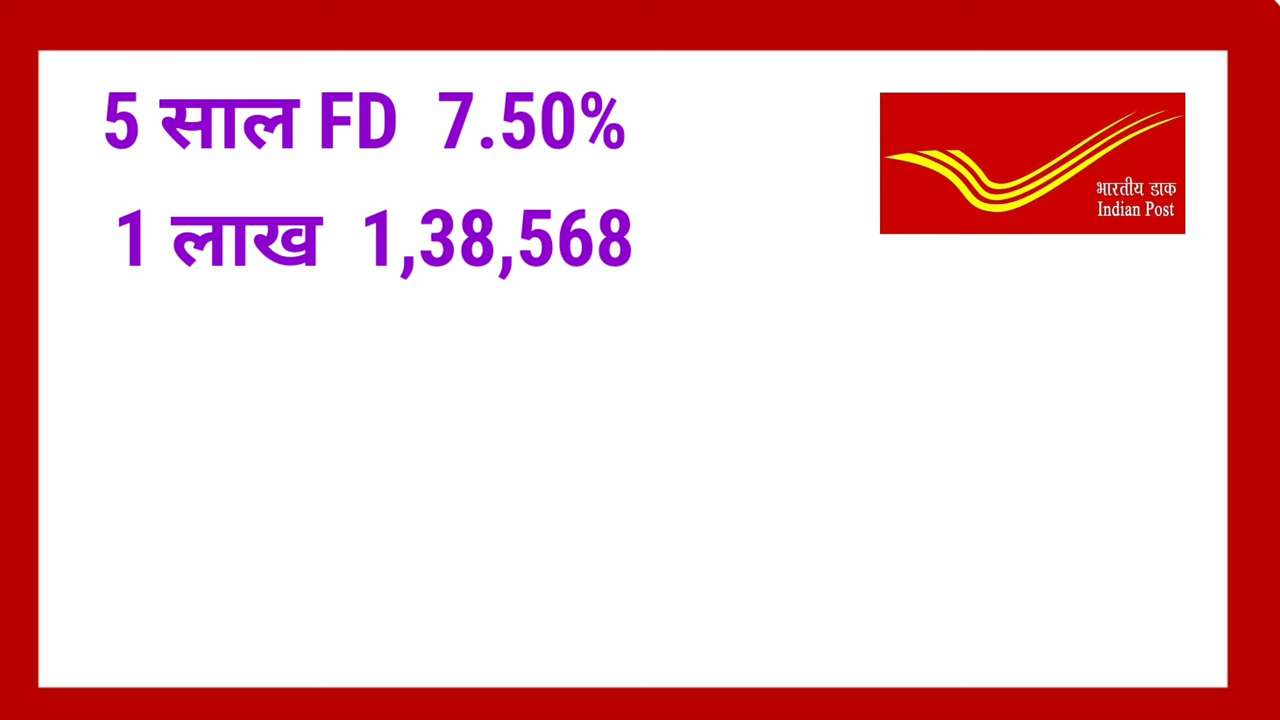 5 साल FD 7.50%
1 लाख 1,38,568
भारतीय डाक
Indian Post